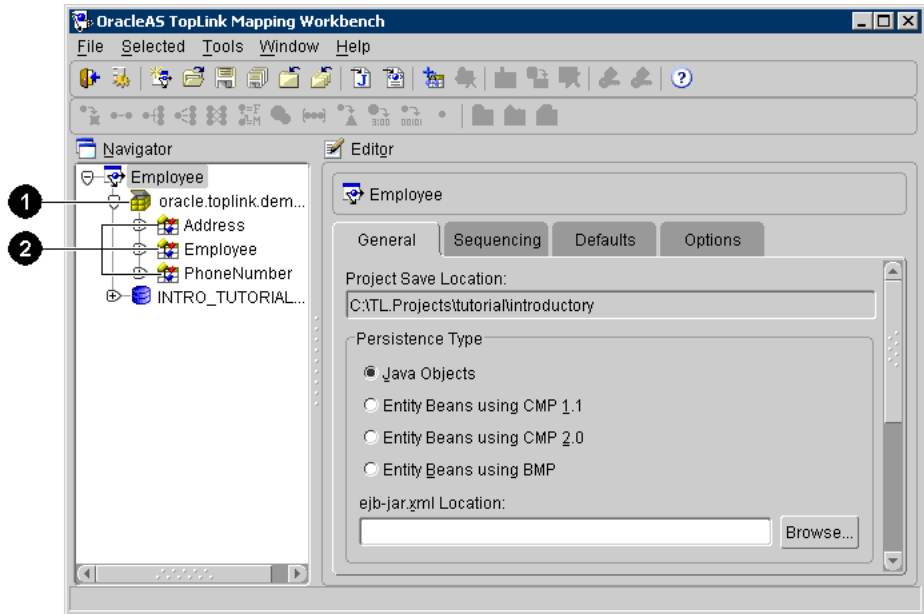 OracleAS TopLink Mapping Workbench
File Selected Tools Window Help
Navigator
Editor
Employee
1
oracle.toplink.dem...
2
Address
Employee
PhoneNumber
INTRO_TUTORIAL...
Employee
General Sequencing Defaults Options
Project Save Location:
C:\TL.Projects\tutorial\introductory
Persistence Type
Java Objects
Entity Beans using CMP 1.1
Entity Beans using CMP 2.0
Entity Beans using BMP
ejb-jar.xml Location:
Browse...